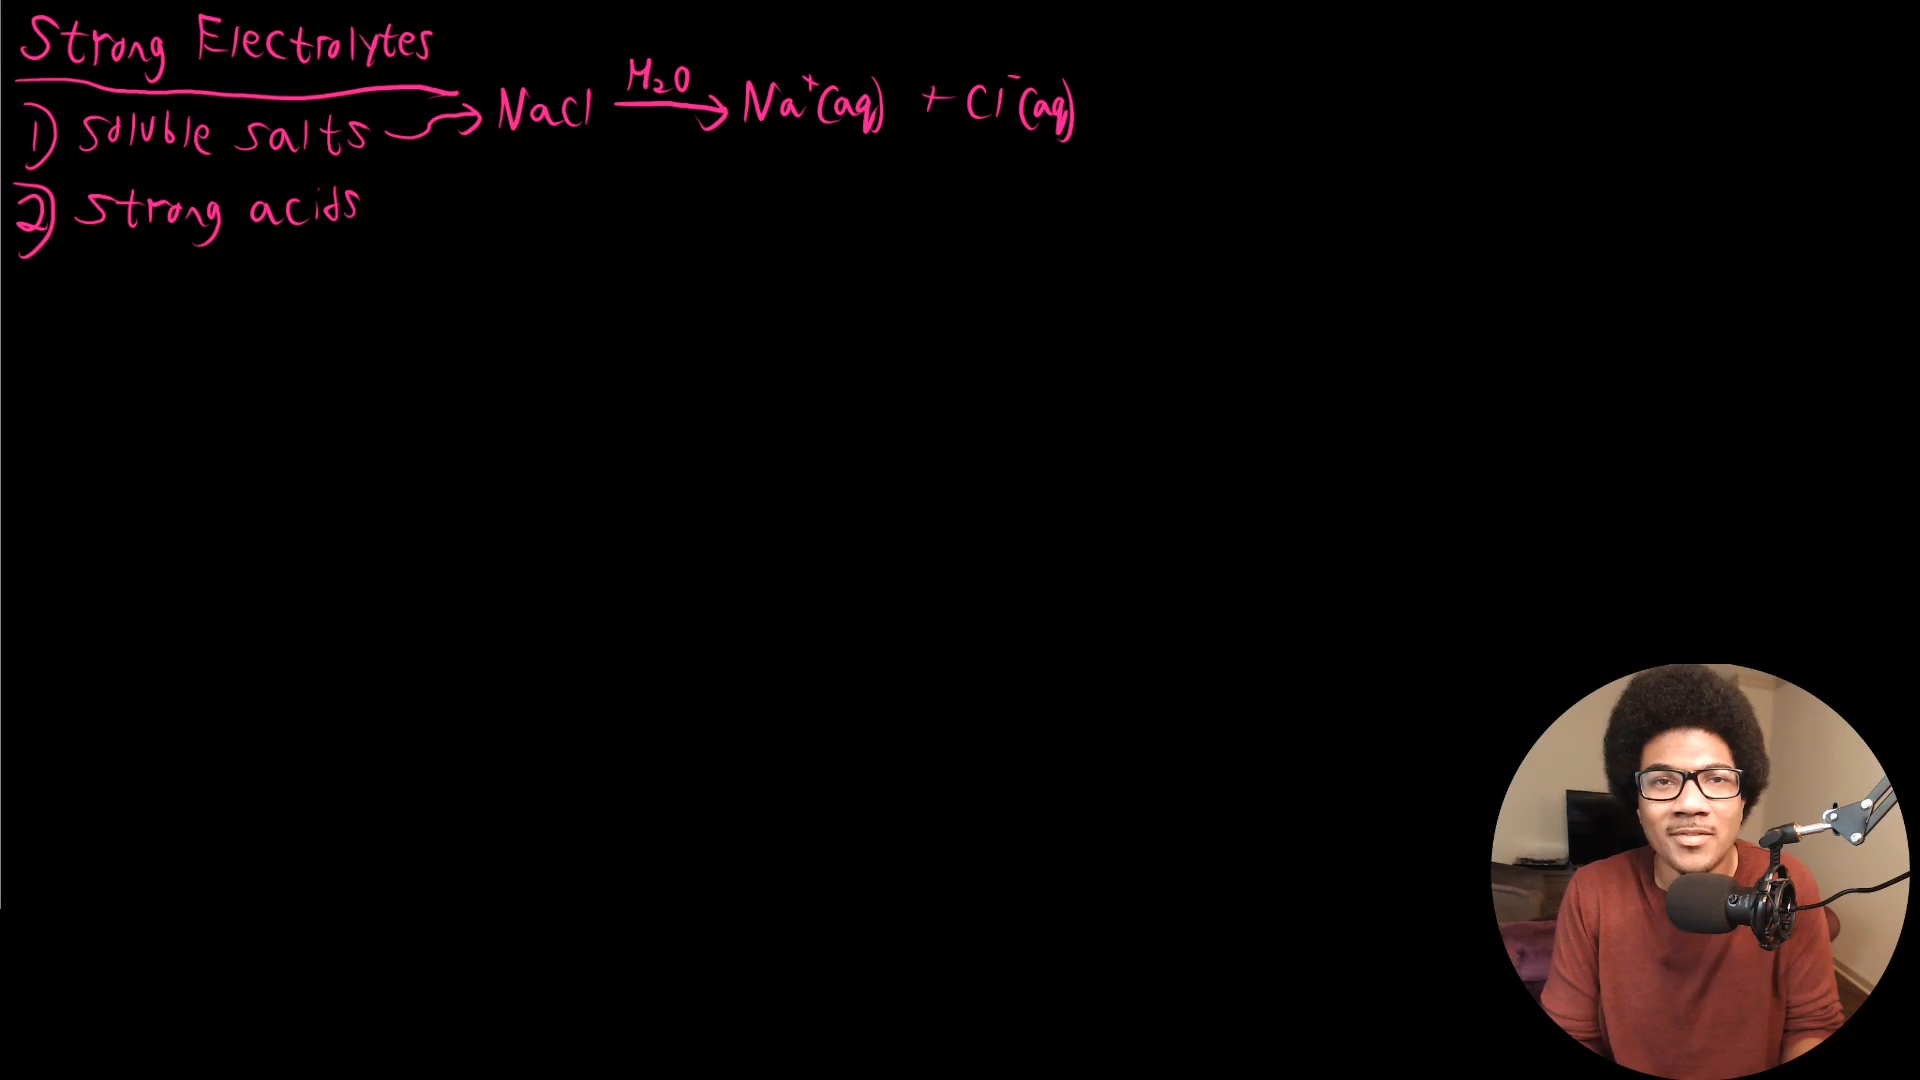 Strong Electrolytes
1) soluble salts → NaCl H₂O → Na⁺(aq) + Cl⁻(aq)
2) strong acids